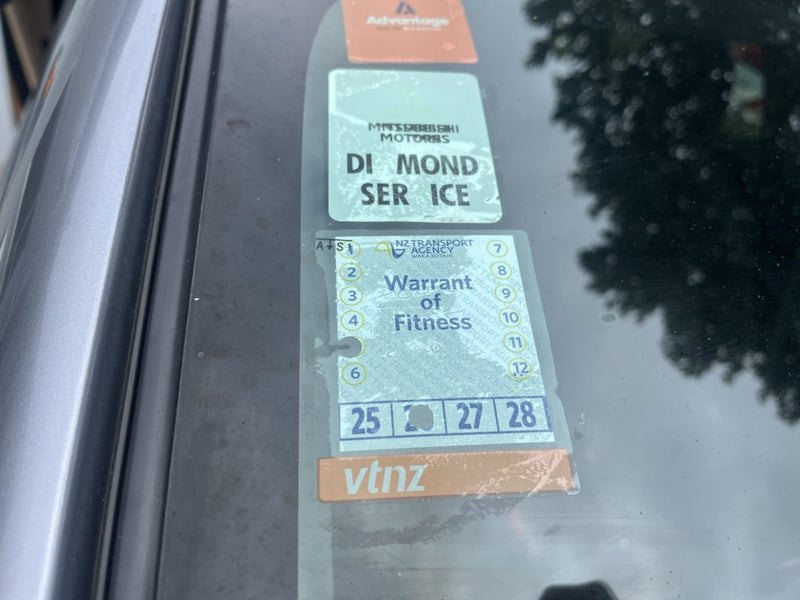 Advantage
MITSUBISHI
MOTORS
DI MOND
SER ICE
A↓S
NZ TRANSPORT
AGENCY
WAKA KOTAHI
Warrant
of
Fitness
1
2
3
4
6
7
8
9
10
11
12
25 27 28
vtnz